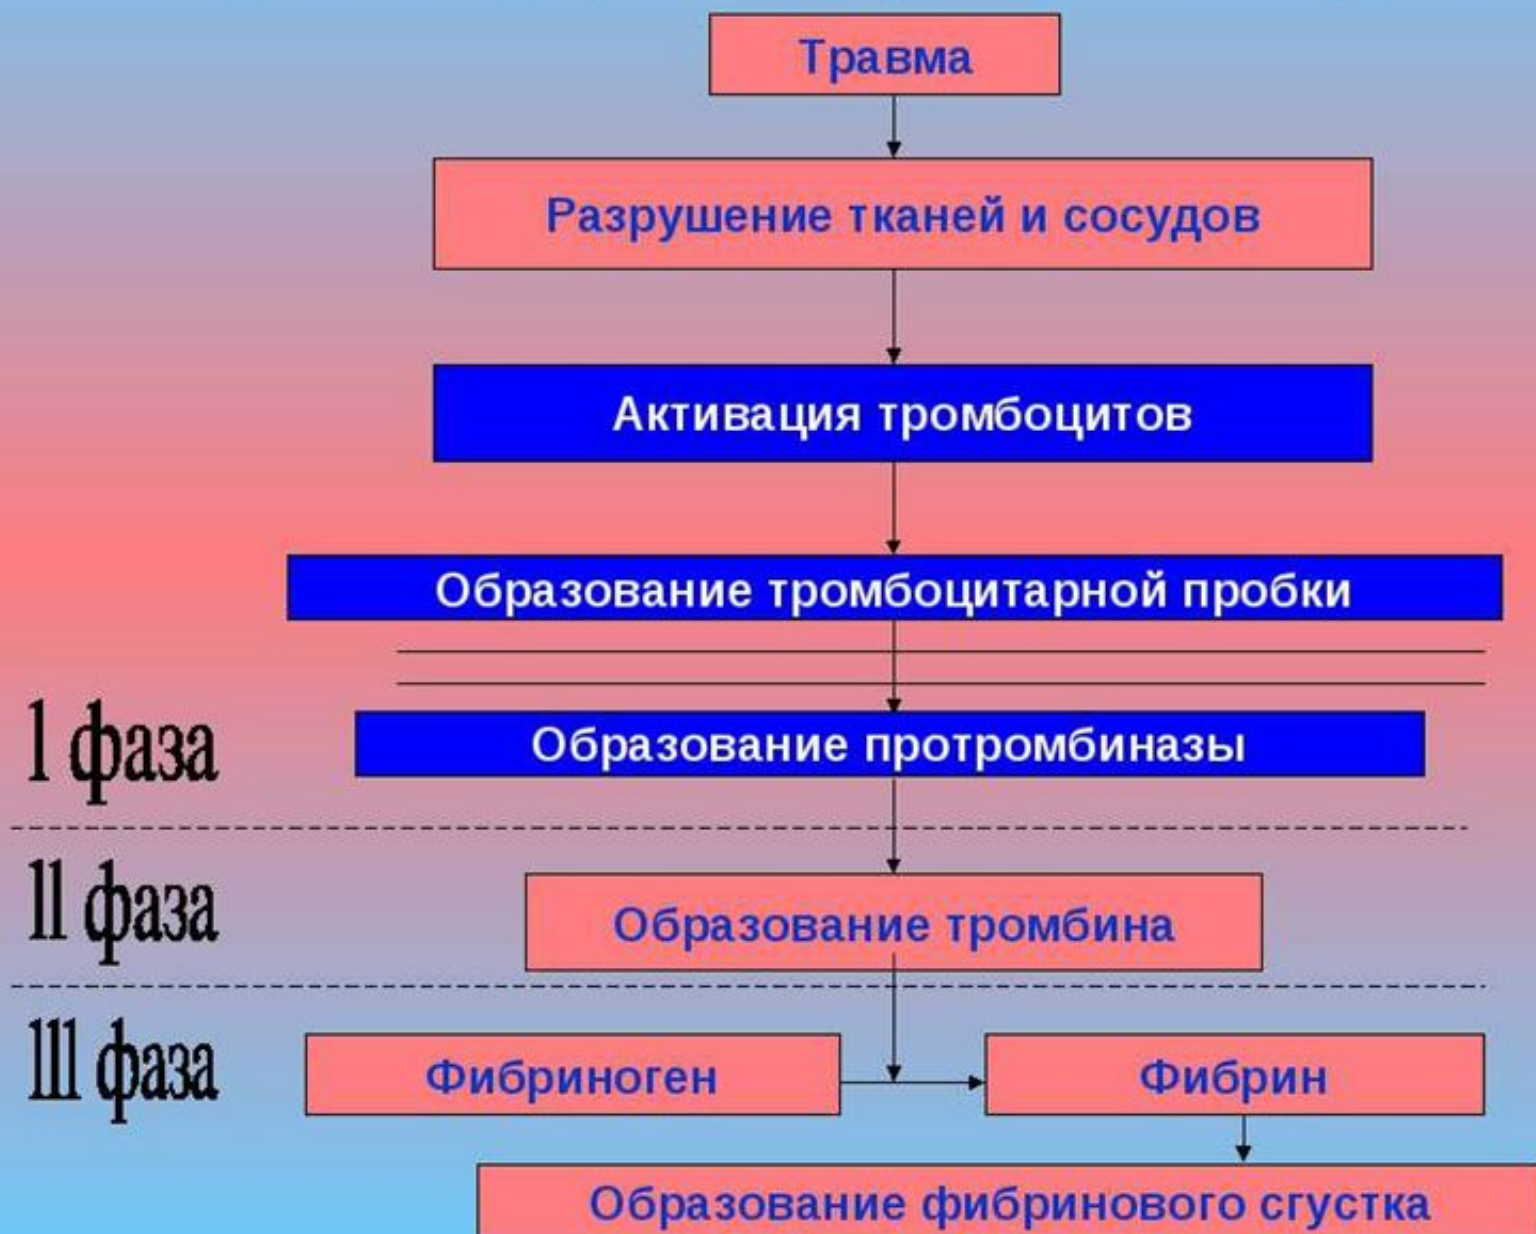 Травма
Разрушение тканей и сосудов
Активация тромбоцитов
Образование тромбоцитарной пробки
I фаза
Образование протромбиназы
II фаза
Образование тромбина
III фаза
Фибриноген
Фибрин
Образование фибринового сгустка